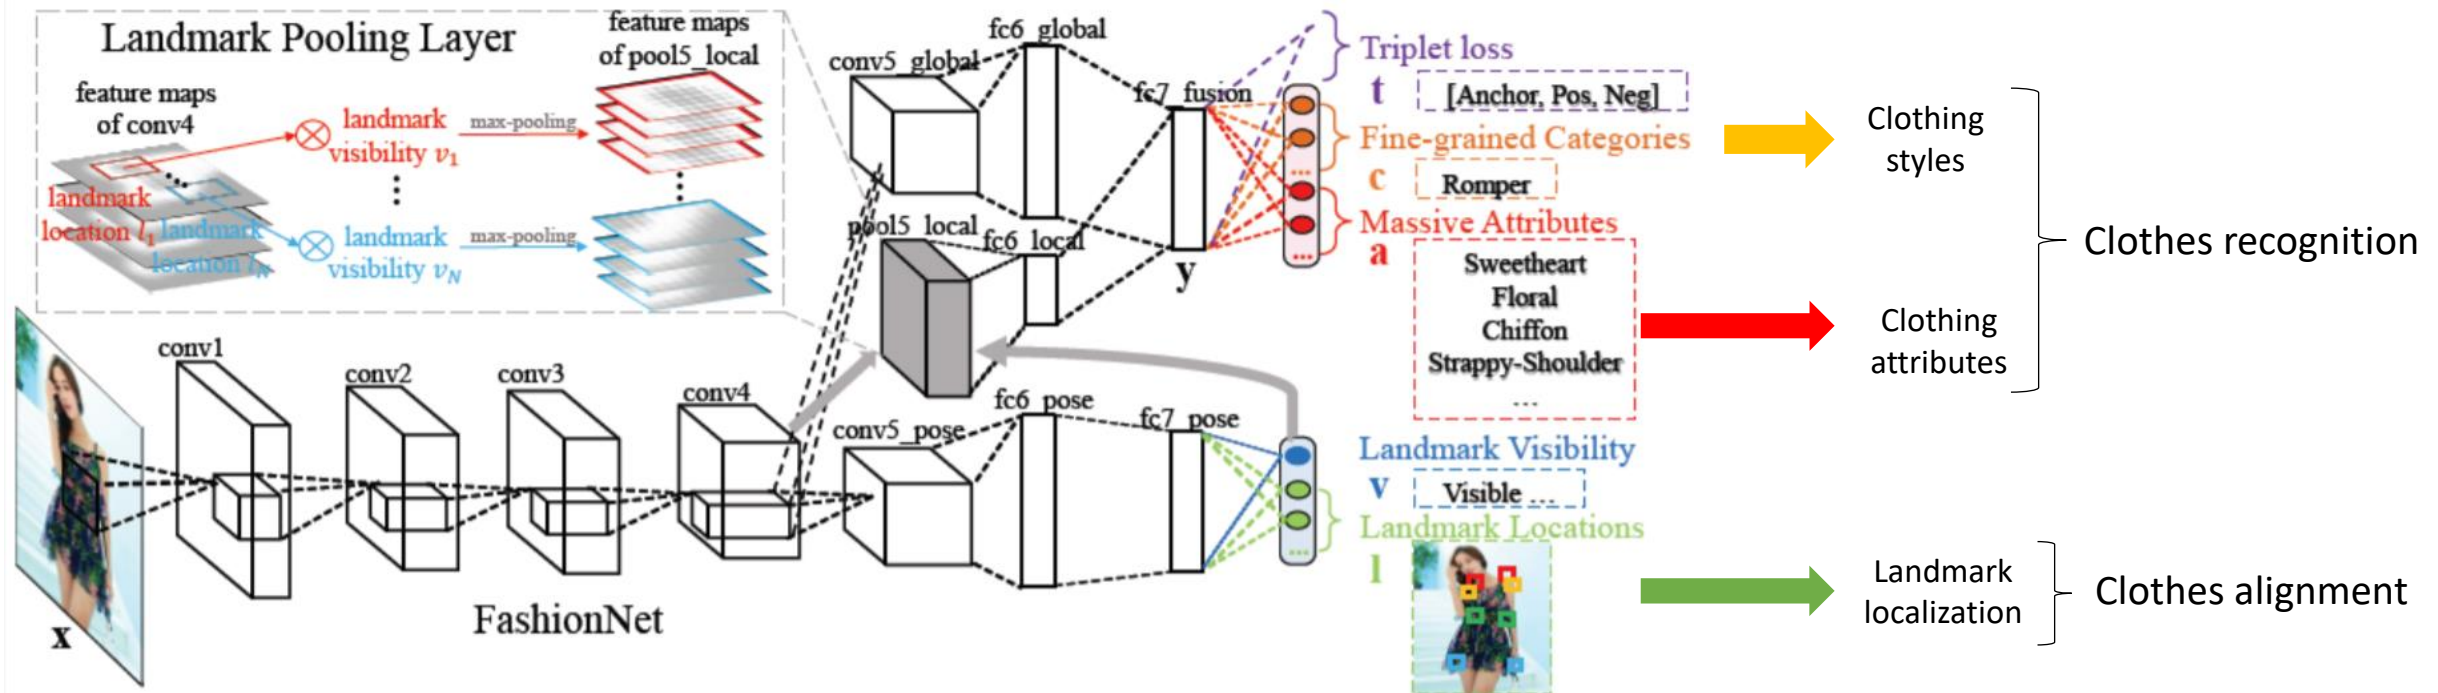 Landmark Pooling Layer
feature maps
of pool5_local
feature maps
of conv4
landmark
visibility v1
max-pooling
landmark
location l1
landmark
location lN
landmark
visibility vN
max-pooling
conv5_global
fc6_global
fc7_fusion
pool5_local
fc6_local
y
Triplet loss
t
[Anchor, Pos, Neg]
Fine-grained Categories
c
Romper
Massive Attributes
a
Sweetheart
Floral
Chiffon
Strappy-Shoulder
...
Clothing
styles
Clothing
attributes
Clothes recognition
conv1
conv2
conv3
conv4
conv5_pose
fc6_pose
fc7_pose
Landmark Visibility
v
Visible ...
Landmark Locations
l
Landmark
localization
Clothes alignment
FashionNet
x